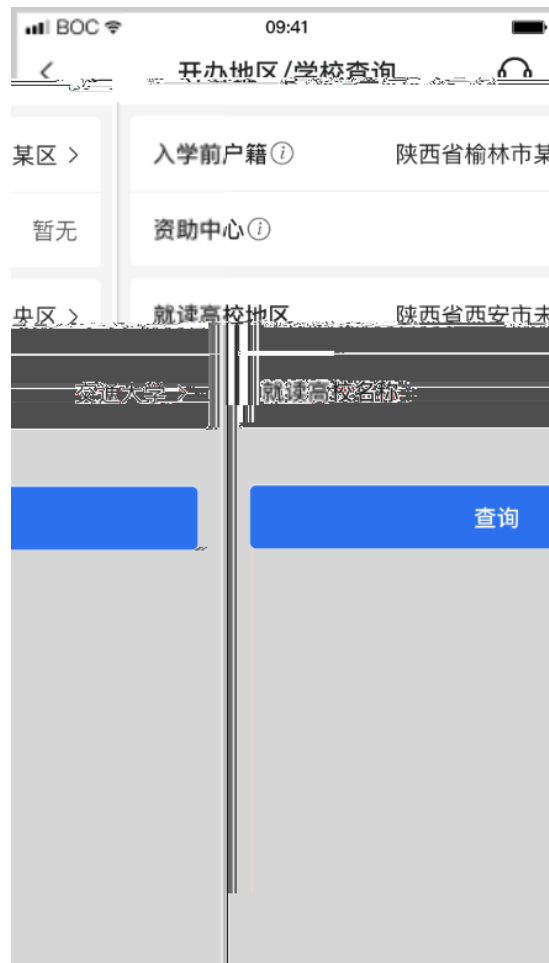 BOC 09:41
开办地区/学校查询
某区 > 入学前户籍 陕西省榆林市某
暂无 资助中心
央区 > 就读高校地区 陕西省西安市未
交通大学 > 就读高校名称
查询